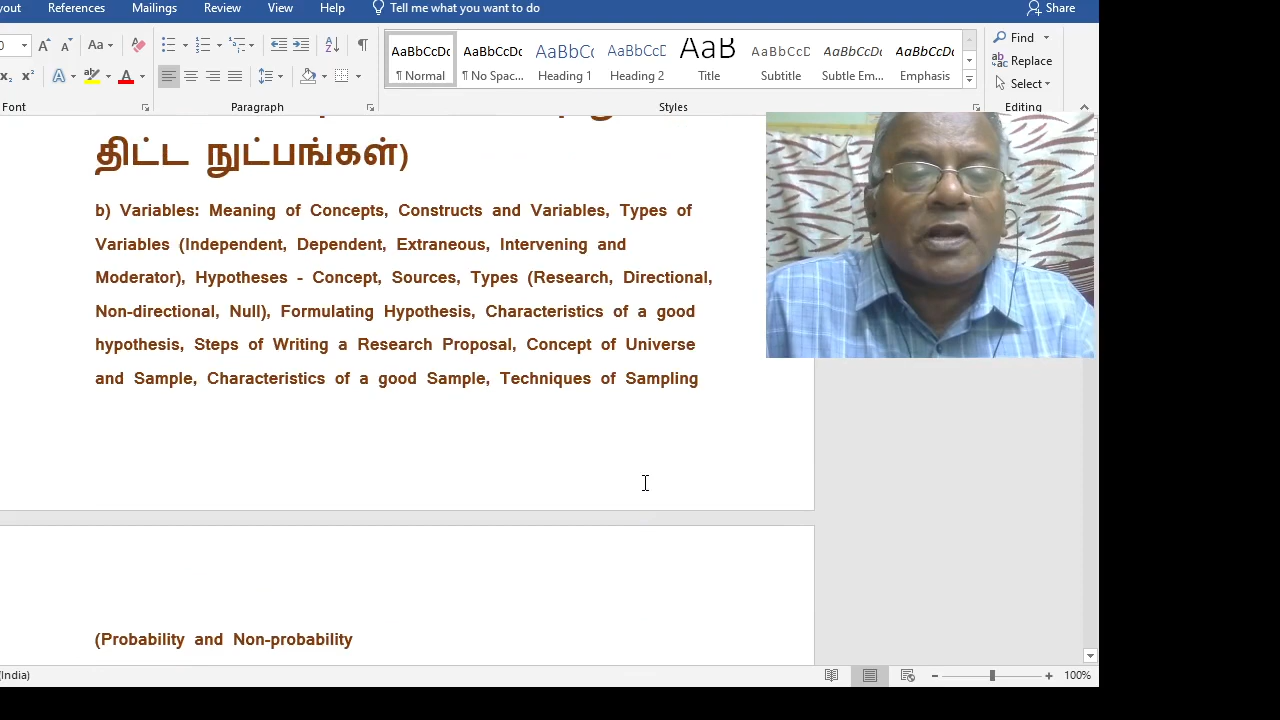 yout References Mailings Review View Help Tell me what you want to do Share
Aa
AaBbCcDc AaBbCcDc AaBbCc AaBbCcD AaB AaBbCcD AaBbCcDc AaBbCcDc
¶ Normal ¶ No Spac... Heading 1 Heading 2 Title Subtitle Subtle Em... Emphasis
Find
Replace
Select
Font Paragraph Styles Editing
திட்ட நுட்பங்கள்)
b) Variables: Meaning of Concepts, Constructs and Variables, Types of
Variables (Independent, Dependent, Extraneous, Intervening and
Moderator), Hypotheses - Concept, Sources, Types (Research, Directional,
Non-directional, Null), Formulating Hypothesis, Characteristics of a good
hypothesis, Steps of Writing a Research Proposal, Concept of Universe
and Sample, Characteristics of a good Sample, Techniques of Sampling
(Probability and Non-probability
(India) 100%